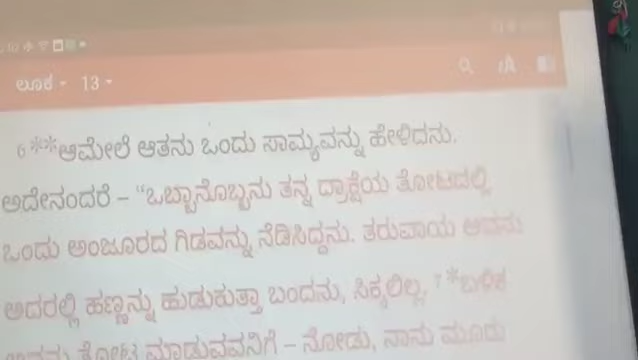 ಲೂಕ 13
6 **ಆಮೇಲೆ ಆತನು ಒಂದು ಸಾಮ್ಯವನ್ನು ಹೇಳಿದನು.
ಅದೇನಂದರೆ – “ಒಬ್ಬಾನೊಬ್ಬನು ತನ್ನ ದ್ರಾಕ್ಷೆಯ ತೋಟದಲ್ಲಿ
ಒಂದು ಅಂಜೂರದ ಗಿಡವನ್ನು ನೆಡಿಸಿದ್ದನು. ತರುವಾಯ ಅವನು
ಅದರಲ್ಲಿ ಹಣ್ಣನ್ನು ಹುಡುಕುತ್ತಾ ಬಂದನು, ಸಿಕ್ಕಲಿಲ್ಲ. 7 *ಬಳಿಕ
ತೋಟ ಮಾಡುವವನಿಗೆ – ನೋಡು, ನಾನು ಮೂರು